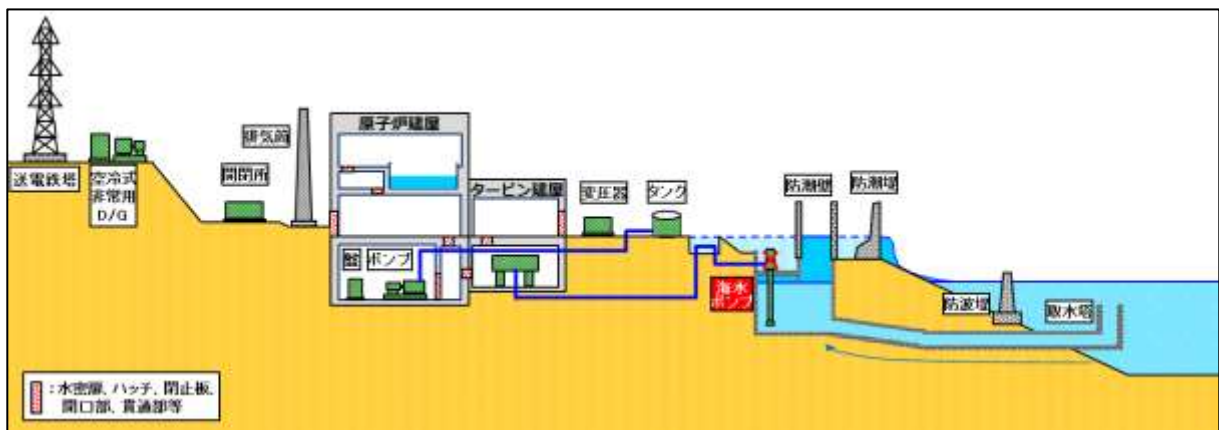 送電鉄塔
空冷式
非常用
D/G
開閉所
排気筒
原子炉建屋
タービン建屋
盤
ポンプ
変圧器
タンク
防潮壁
防潮堤
海水
ポンプ
防波堤
取水塔
:水密扉、ハッチ、閉止板、
開口部、貫通部等